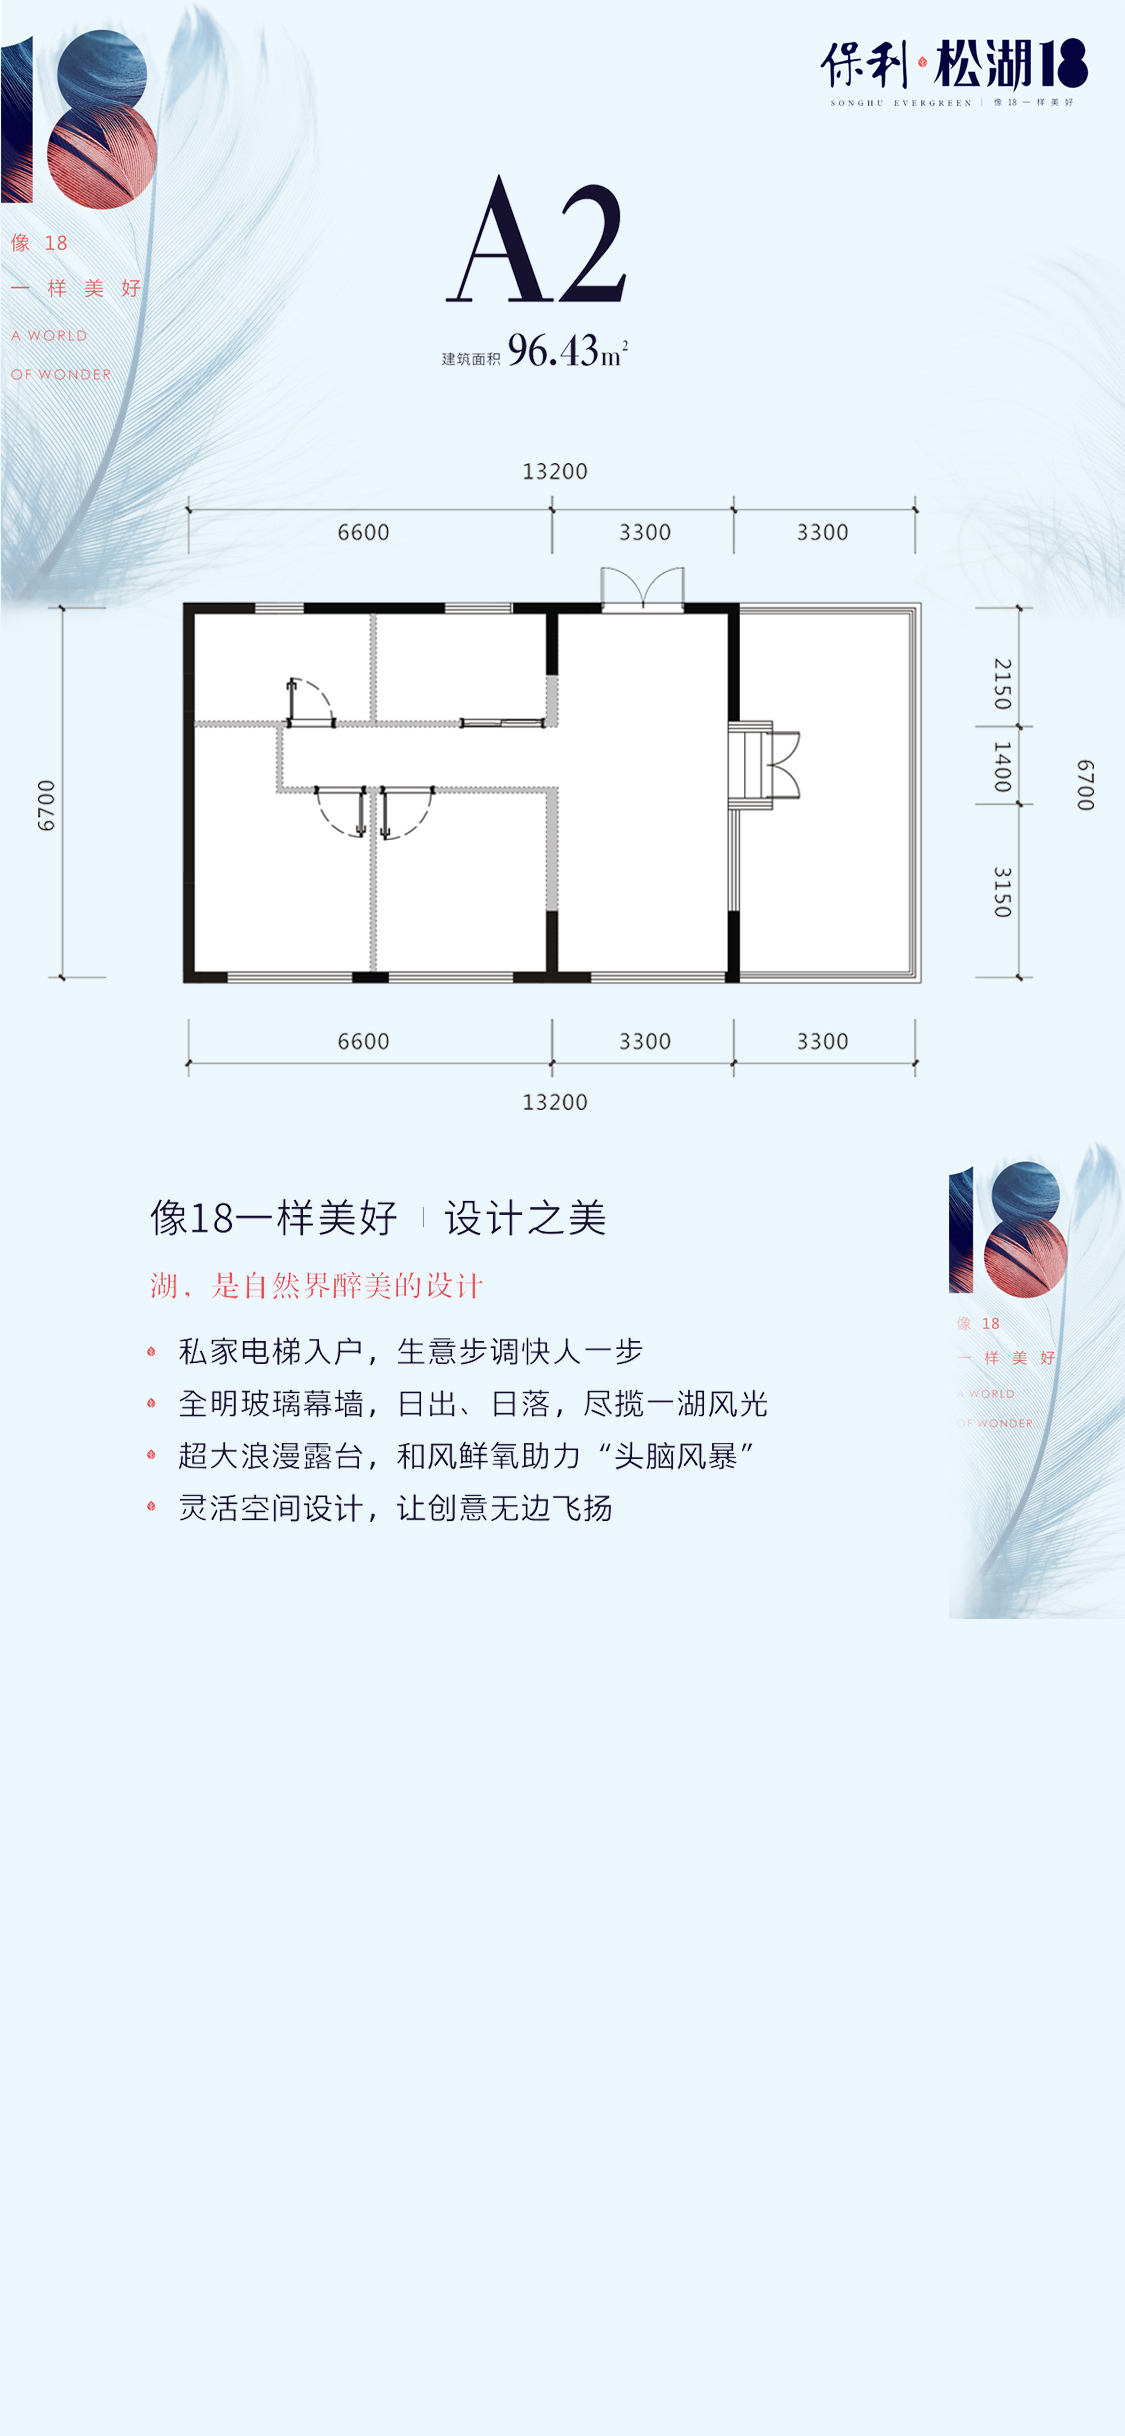 保利·松湖18
SONGHU EVERGREEN | 像18一样美好
18
像 18
一样美好
A WORLD
OF WONDER
A2
建筑面积 96.43m²
13200
6600 3300 3300
6700
2150
1400
3150
6700
6600 3300 3300
13200
像18一样美好 | 设计之美
湖，是自然界醉美的设计
私家电梯入户，生意步调快人一步
全明玻璃幕墙，日出、日落，尽揽一湖风光
超大浪漫露台，和风鲜氧助力“头脑风暴”
灵活空间设计，让创意无边飞扬
18
像 18
一样美好
A WORLD
OF WONDER